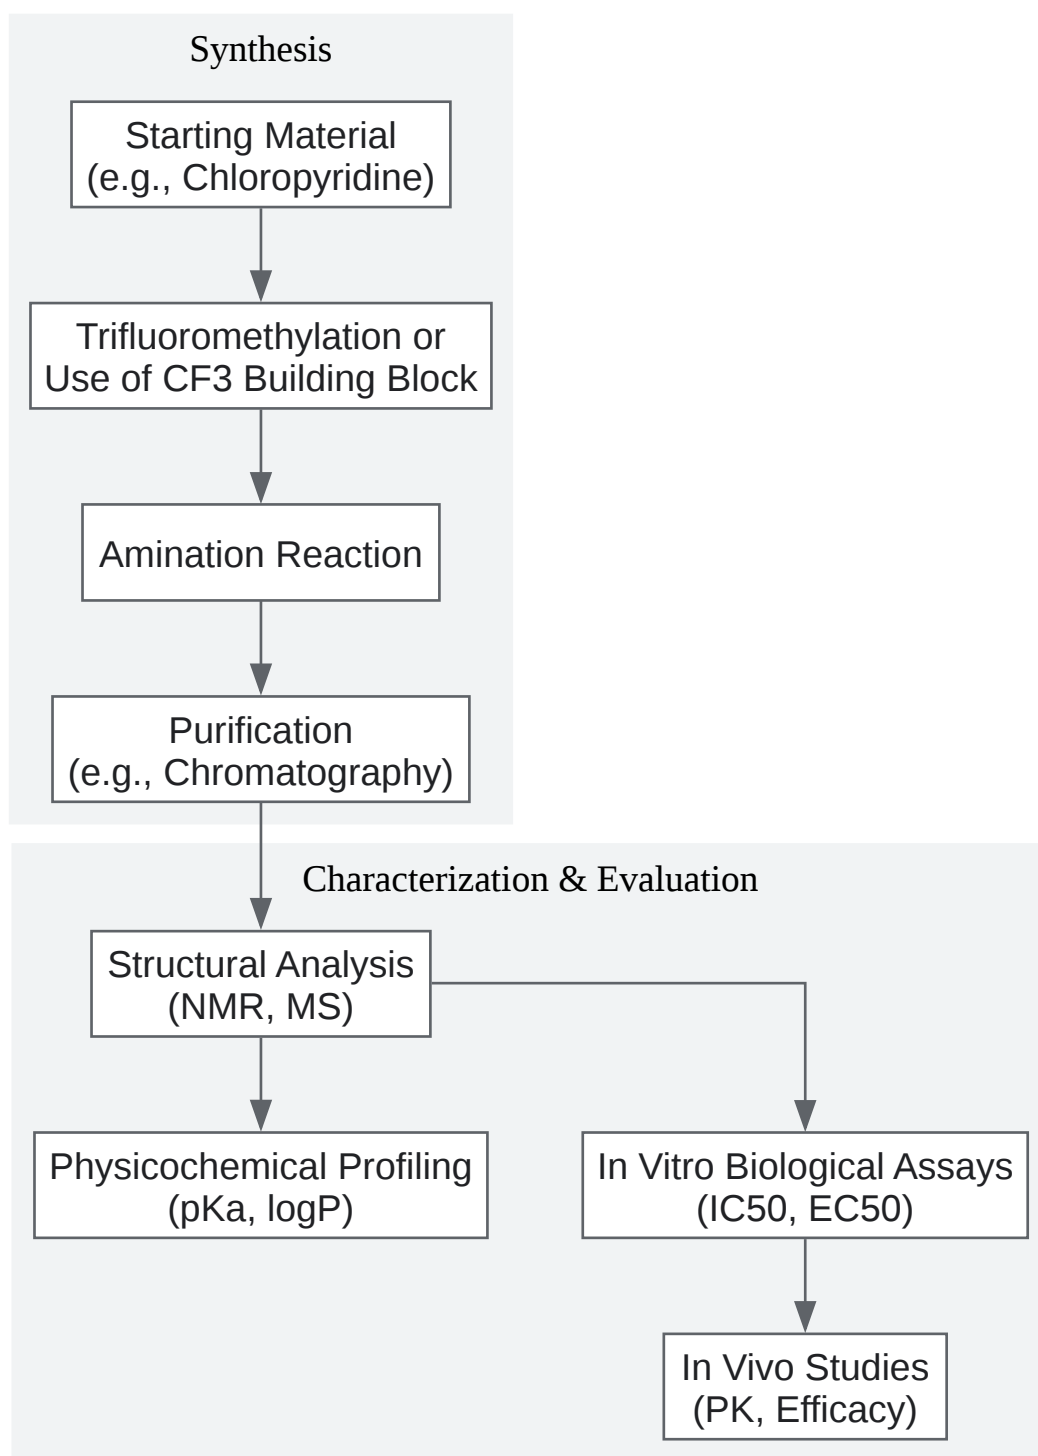 Synthesis
Starting Material
(e.g., Chloropyridine)
Trifluoromethylation or
Use of CF3 Building Block
Amination Reaction
Purification
(e.g., Chromatography)
Characterization & Evaluation
Structural Analysis
(NMR, MS)
Physicochemical Profiling
(pKa, logP)
In Vitro Biological Assays
(IC50, EC50)
In Vivo Studies
(PK, Efficacy)